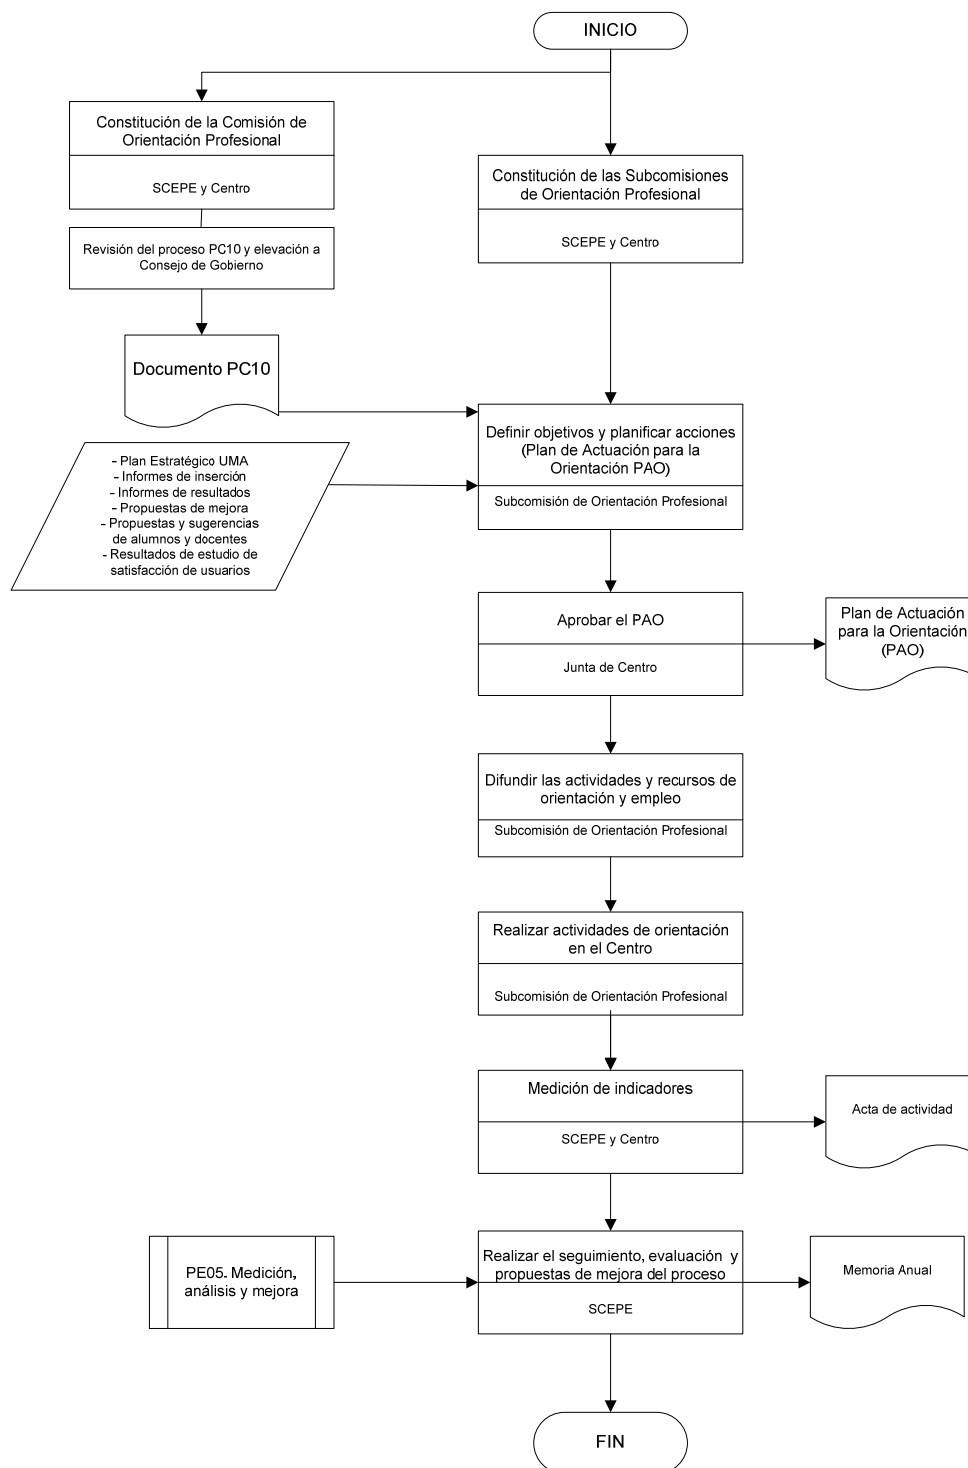 INICIO
Constitución de la Comisión de
Orientación Profesional
SCEPE y Centro
Revisión del proceso PC10 y elevación a
Consejo de Gobierno
Documento PC10
Constitución de las Subcomisiones
de Orientación Profesional
SCEPE y Centro
- Plan Estratégico UMA
- Informes de inserción
- Informes de resultados
- Propuestas de mejora
- Propuestas y sugerencias
de alumnos y docentes
- Resultados de estudio de
satisfacción de usuarios
Definir objetivos y planificar acciones
(Plan de Actuación para la
Orientación PAO)
Subcomisión de Orientación Profesional
Aprobar el PAO
Junta de Centro
Plan de Actuación
para la Orientación
(PAO)
Difundir las actividades y recursos de
orientación y empleo
Subcomisión de Orientación Profesional
Realizar actividades de orientación
en el Centro
Subcomisión de Orientación Profesional
Medición de indicadores
SCEPE y Centro
Acta de actividad
PE05. Medición,
análisis y mejora
Realizar el seguimiento, evaluación y
propuestas de mejora del proceso
SCEPE
Memoria Anual
FIN